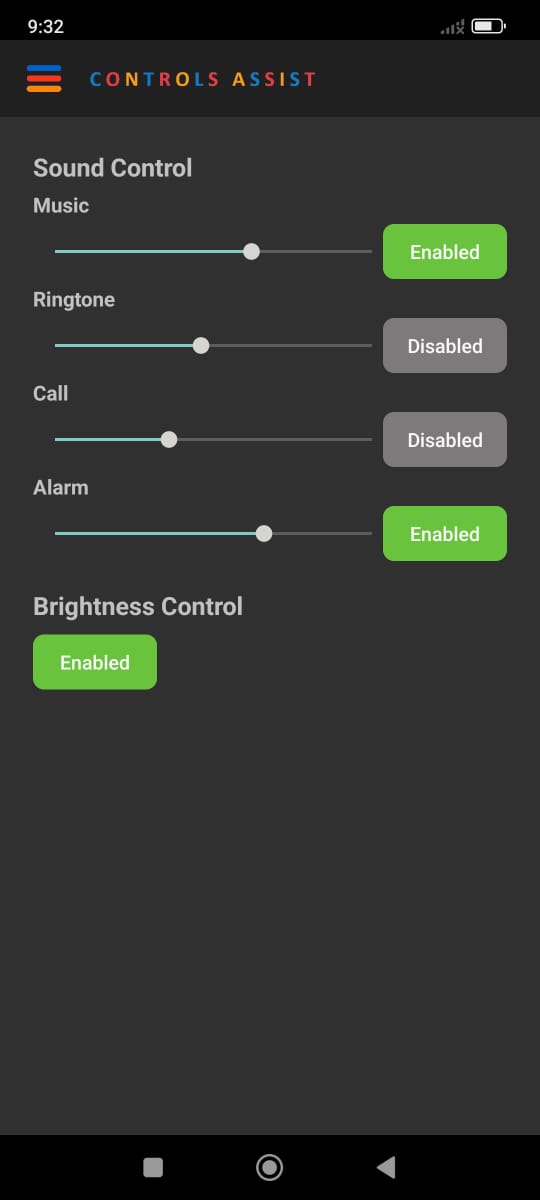 9:32
CONTROLS ASSIST
Sound Control
Music
Enabled
Ringtone
Disabled
Call
Disabled
Alarm
Enabled
Brightness Control
Enabled